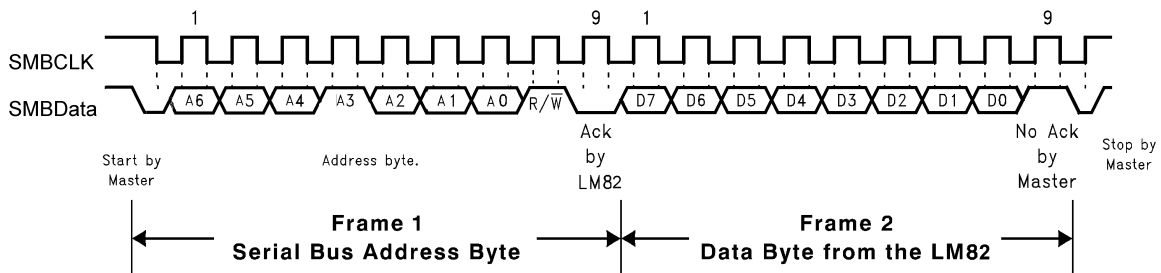 1 9 1 9
SMBCLK
SMBData
A6 A5 A4 A3 A2 A1 A0 R/W̅ D7 D6 D5 D4 D3 D2 D1 D0
Start by
Master
Address byte.
Ack
by
LM82
No Ack
by
Master
Stop by
Master
Frame 1
Serial Bus Address Byte
Frame 2
Data Byte from the LM82